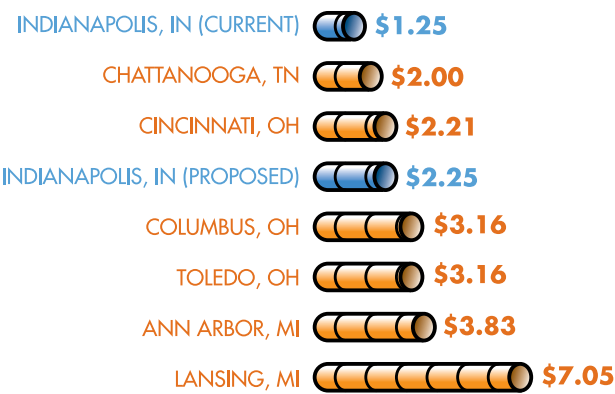 INDIANAPOLIS, IN (CURRENT) $1.25
CHATTANOOGA, TN $2.00
CINCINNATI, OH $2.21
INDIANAPOLIS, IN (PROPOSED) $2.25
COLUMBUS, OH $3.16
TOLEDO, OH $3.16
ANN ARBOR, MI $3.83
LANSING, MI $7.05